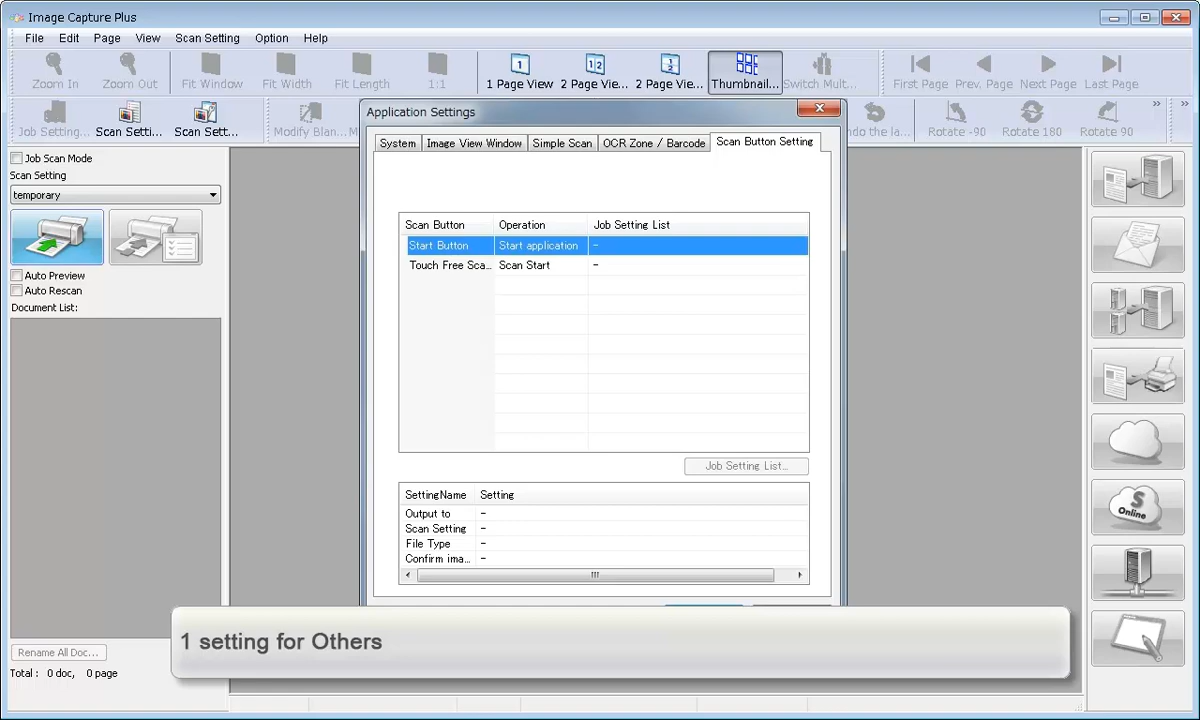 Image Capture Plus
File Edit Page View Scan Setting Option Help
Zoom In Zoom Out Fit Window Fit Width Fit Length 1:1 1 Page View 2 Page Vie... 2 Page Vie... Thumbnail... Switch Mult... First Page Prev. Page Next Page Last Page
Job Setting... Scan Setti... Scan Sett... Modify Blan... Rotate -90 Rotate 180 Rotate 90
Application Settings
System Image View Window Simple Scan OCR Zone / Barcode Scan Button Setting
Job Scan Mode
Scan Setting
temporary
Auto Preview
Auto Rescan
Document List:
Scan Button Operation Job Setting List
Start Button Start application -
Touch Free Sca... Scan Start -
Job Setting List...
SettingName Setting
Output to -
Scan Setting -
File Type -
Confirm ima... -
S Online
1 setting for Others
Rename All Doc...
Total : 0 doc, 0 page